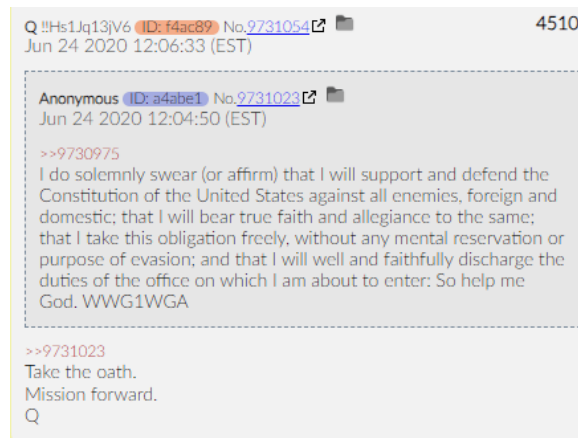 Q !!Hs1Jq13jV6 ID: f4ac89 No.9731054 4510
Jun 24 2020 12:06:33 (EST)
Anonymous ID: a4abe1 No.9731023
Jun 24 2020 12:04:50 (EST)
>>9730975
I do solemnly swear (or affirm) that I will support and defend the
Constitution of the United States against all enemies, foreign and
domestic; that I will bear true faith and allegiance to the same;
that I take this obligation freely, without any mental reservation or
purpose of evasion; and that I will well and faithfully discharge the
duties of the office on which I am about to enter: So help me
God. WWG1WGA
>>9731023
Take the oath.
Mission forward.
Q